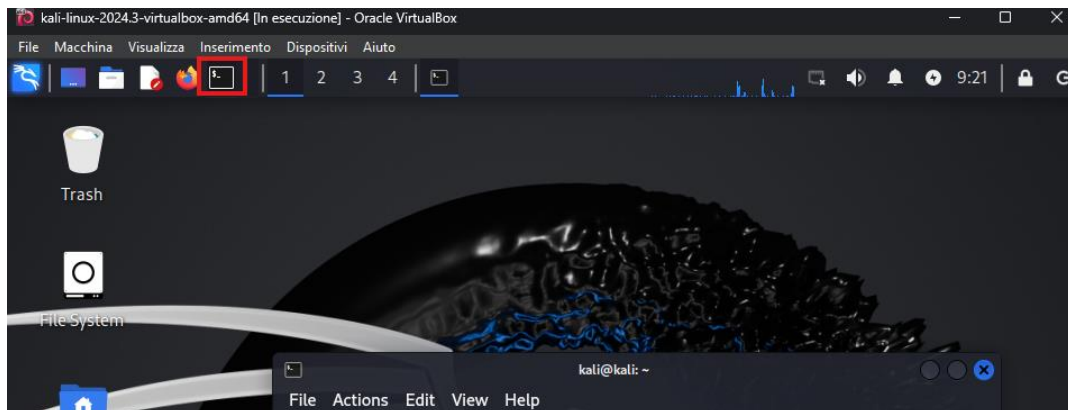 kali-linux-2024.3-virtualbox-amd64 [In esecuzione] - Oracle VirtualBox
File Macchina Visualizza Inserimento Dispositivi Aiuto
1 2 3 4 9:21
Trash
File System
kali@kali: ~
File Actions Edit View Help